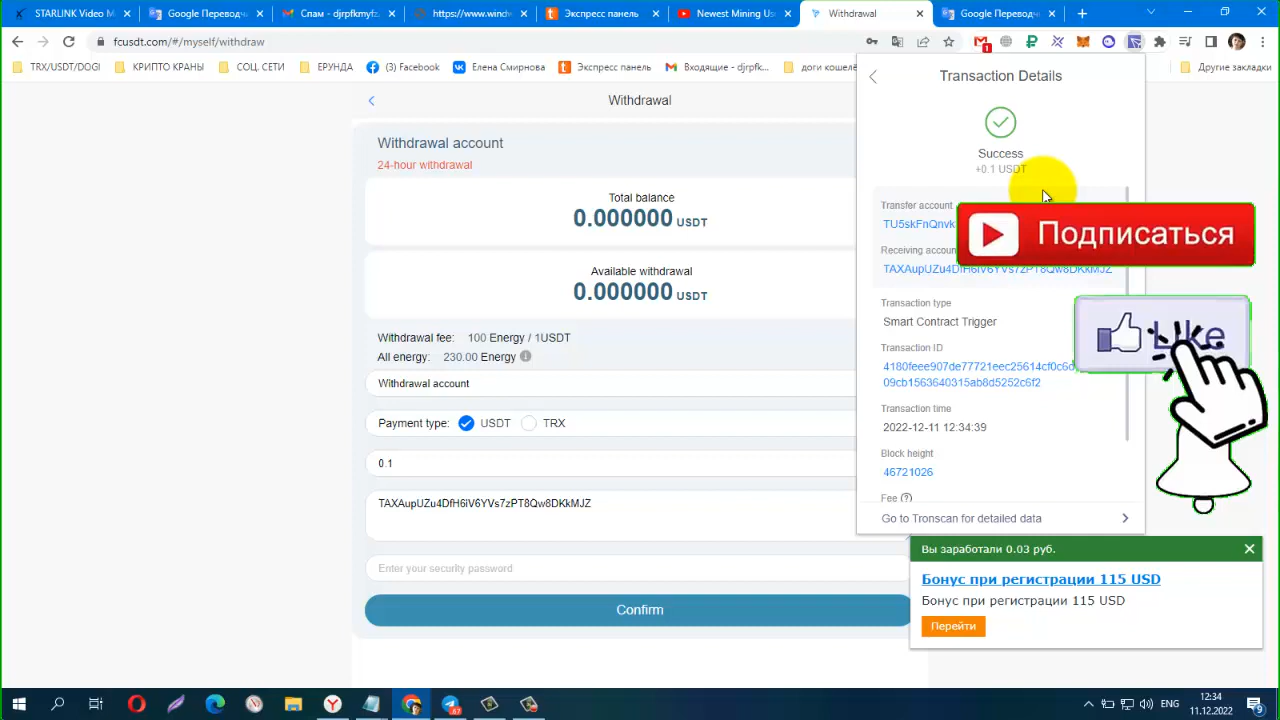 STARLINK Video M
Google Переводч
Спам - djrpfkmyfz
https://www.windw
Экспресс панель
Newest Mining Us
Withdrawal
Google Переводч
fcusdt.com/#/myself/withdraw
1
TRX/USDT/DOGI
КРИПТО КРАНЫ
СОЦ. СЕТИ
ЕРУНДА
(3) Facebook
Елена Смирнова
Экспресс панель
Входящие - djrpfk...
доги кошелё
Другие закладки
Withdrawal
Withdrawal account
24-hour withdrawal
Total balance
0.000000 USDT
Available withdrawal
0.000000 USDT
Withdrawal fee: 100 Energy / 1USDT
All energy: 230.00 Energy
Withdrawal account
Payment type: USDT TRX
0.1
TAXAupUZu4DfH6iV6YVs7zPT8Qw8DKkMJZ
Enter your security password
Confirm
Transaction Details
Success
+0.1 USDT
Transfer account
TU5skFnQnvk
Receiving accoun
TAXAupUZu4DfH6iV6YVs7zPT8Qw8DKkMJZ
Transaction type
Smart Contract Trigger
Transaction ID
4180feee907de77721eec25614cf0c6d
09cb1563640315ab8d5252c6f2
Transaction time
2022-12-11 12:34:39
Block height
46721026
Fee
Go to Tronscan for detailed data
Подписаться
Like
Вы заработали 0.03 руб.
Бонус при регистрации 115 USD
Бонус при регистрации 115 USD
Перейти
ENG
12:34
11.12.2022